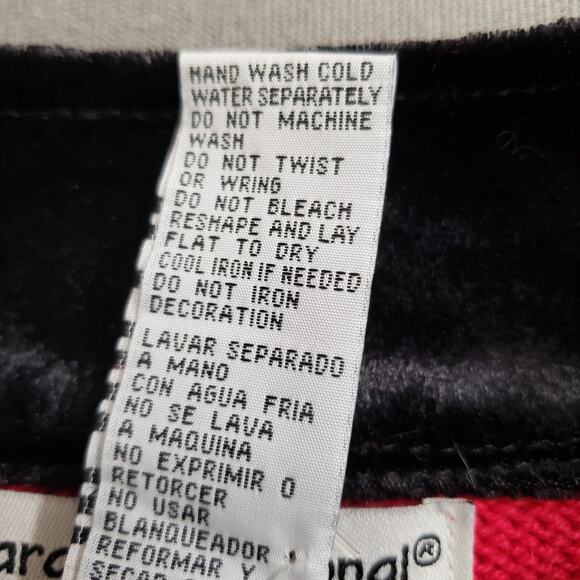 HAND WASH COLD
WATER SEPARATELY
DO NOT MACHINE
WASH
DO NOT TWIST
OR WRING
DO NOT BLEACH
RESHAPE AND LAY
FLAT TO DRY
COOL IRON IF NEEDED
DO NOT IRON
DECORATION
LAVAR SEPARADO
A MANO
CON AGUA FRIA
NO SE LAVA
A MAQUINA
NO EXPRIMIR O
RETORCER
NO USAR
BLANQUEADOR
REFORMAR Y